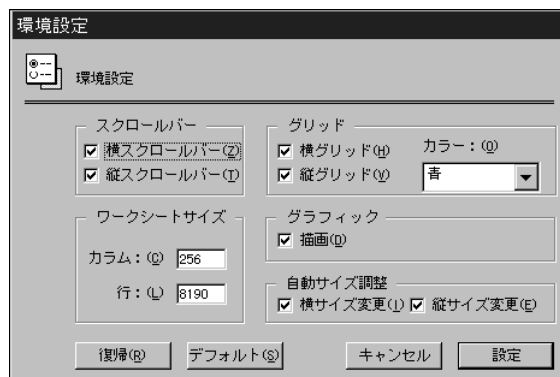 環境設定
環境設定
スクロールバー
横スクロールバー(Z)
縦スクロールバー(T)
グリッド
横グリッド(H)
縦グリッド(V)
カラー：(O)
青
ワークシートサイズ
カラム：(C) 256
行：(L) 8190
グラフィック
描画(D)
自動サイズ調整
横サイズ変更(I) 縦サイズ変更(E)
復帰(R) デフォルト(S) キャンセル 設定